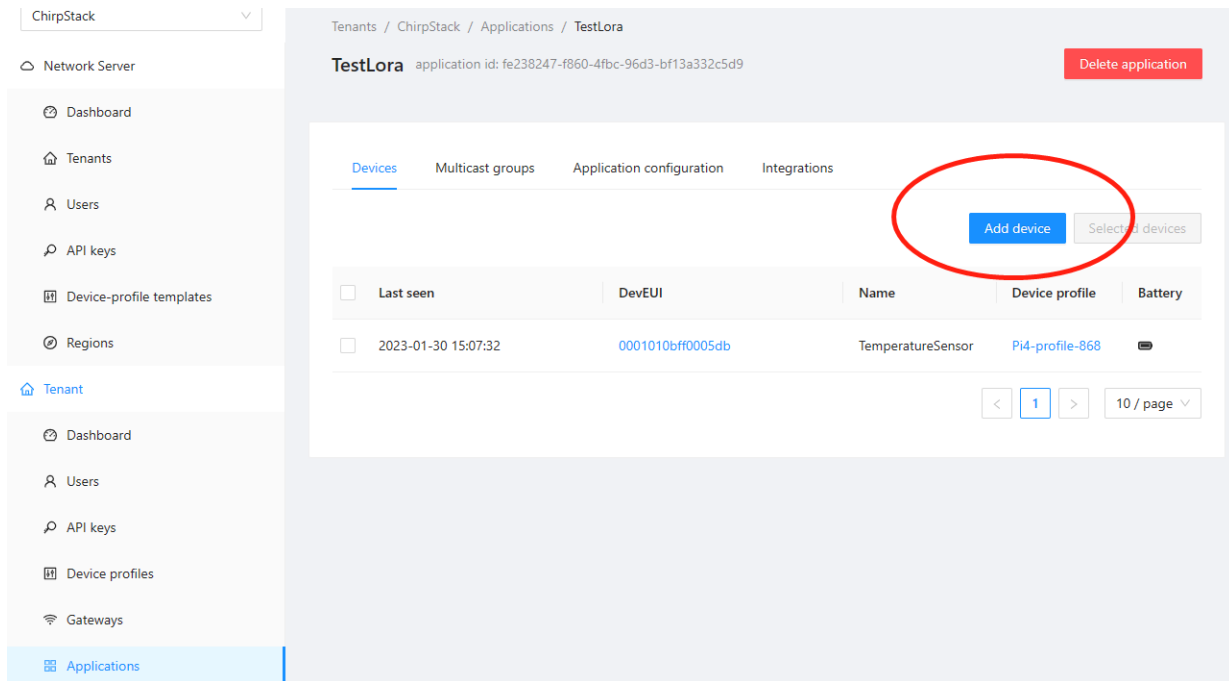 ChirpStack
Network Server
Dashboard
Tenants
Users
API keys
Device-profile templates
Regions
Tenant
Dashboard
Users
API keys
Device profiles
Gateways
Applications
Tenants / ChirpStack / Applications / TestLora
TestLora application id: fe238247-f860-4fbc-96d3-bf13a332c5d9
Delete application
Devices Multicast groups Application configuration Integrations
Add device Selected devices
Last seen DevEUI Name Device profile Battery
2023-01-30 15:07:32 0001010bff0005db TemperatureSensor Pi4-profile-868
< 1 > 10 / page